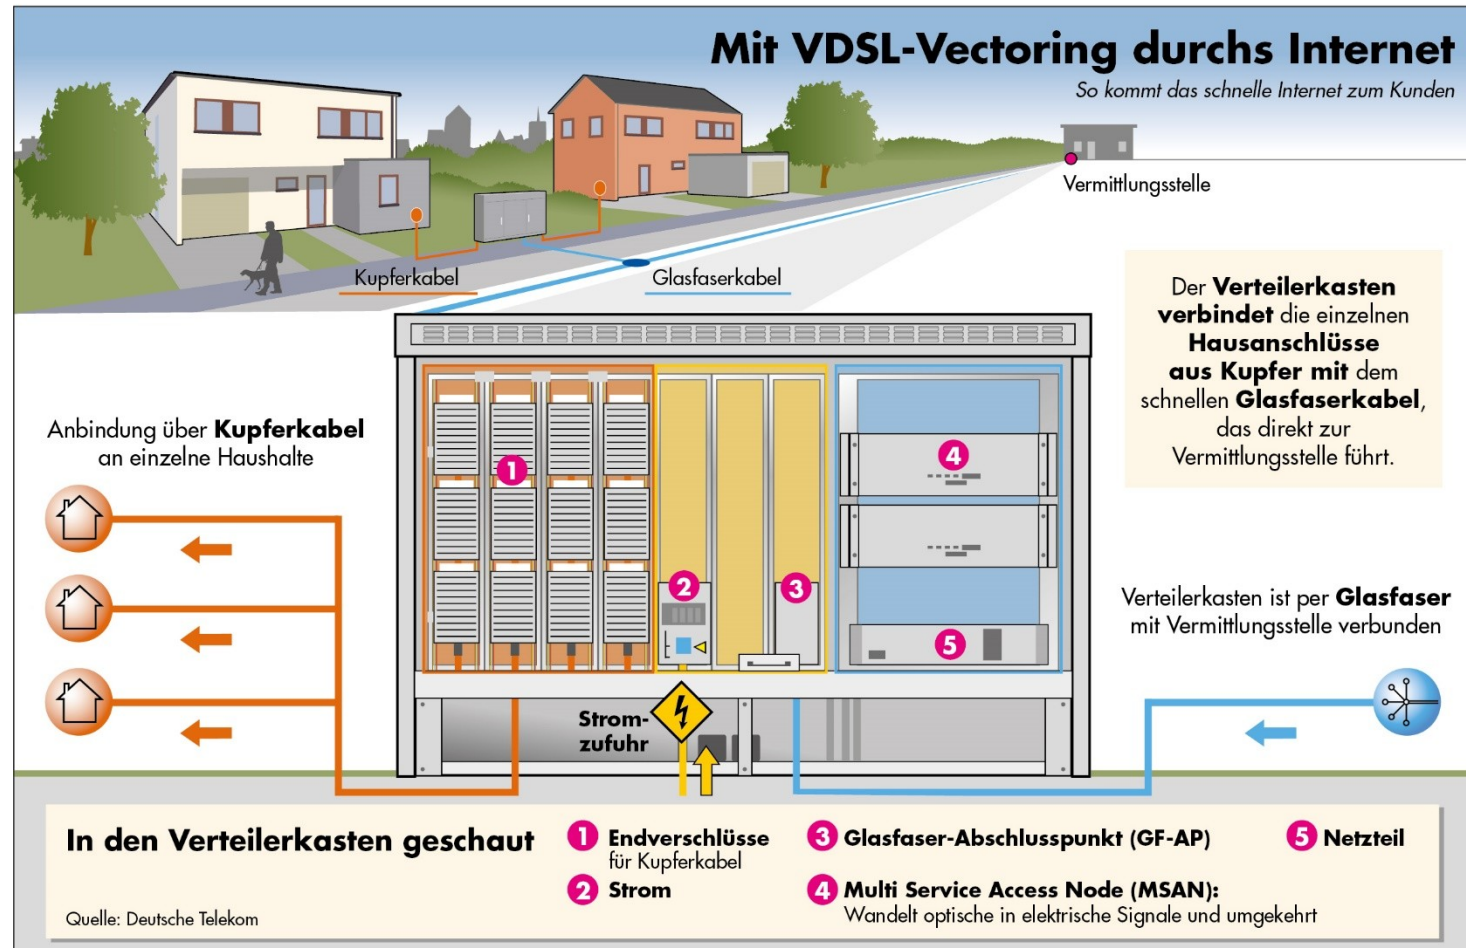 Mit VDSL-Vectoring durchs Internet
So kommt das schnelle Internet zum Kunden
Vermittlungsstelle
Kupferkabel
Glasfaserkabel
Der Verteilerkasten
verbindet die einzelnen
Hausanschlüsse
aus Kupfer mit dem
schnellen Glasfaserkabel,
das direkt zur
Vermittlungsstelle führt.
Anbindung über Kupferkabel
an einzelne Haushalte
1
4
2
3
5
Verteilerkasten ist per Glasfaser
mit Vermittlungsstelle verbunden
Strom-
zufuhr
In den Verteilerkasten geschaut
1 Endverschlüsse
für Kupferkabel
2 Strom
3 Glasfaser-Abschlusspunkt (GF-AP)
4 Multi Service Access Node (MSAN):
Wandelt optische in elektrische Signale und umgekehrt
5 Netzteil
Quelle: Deutsche Telekom